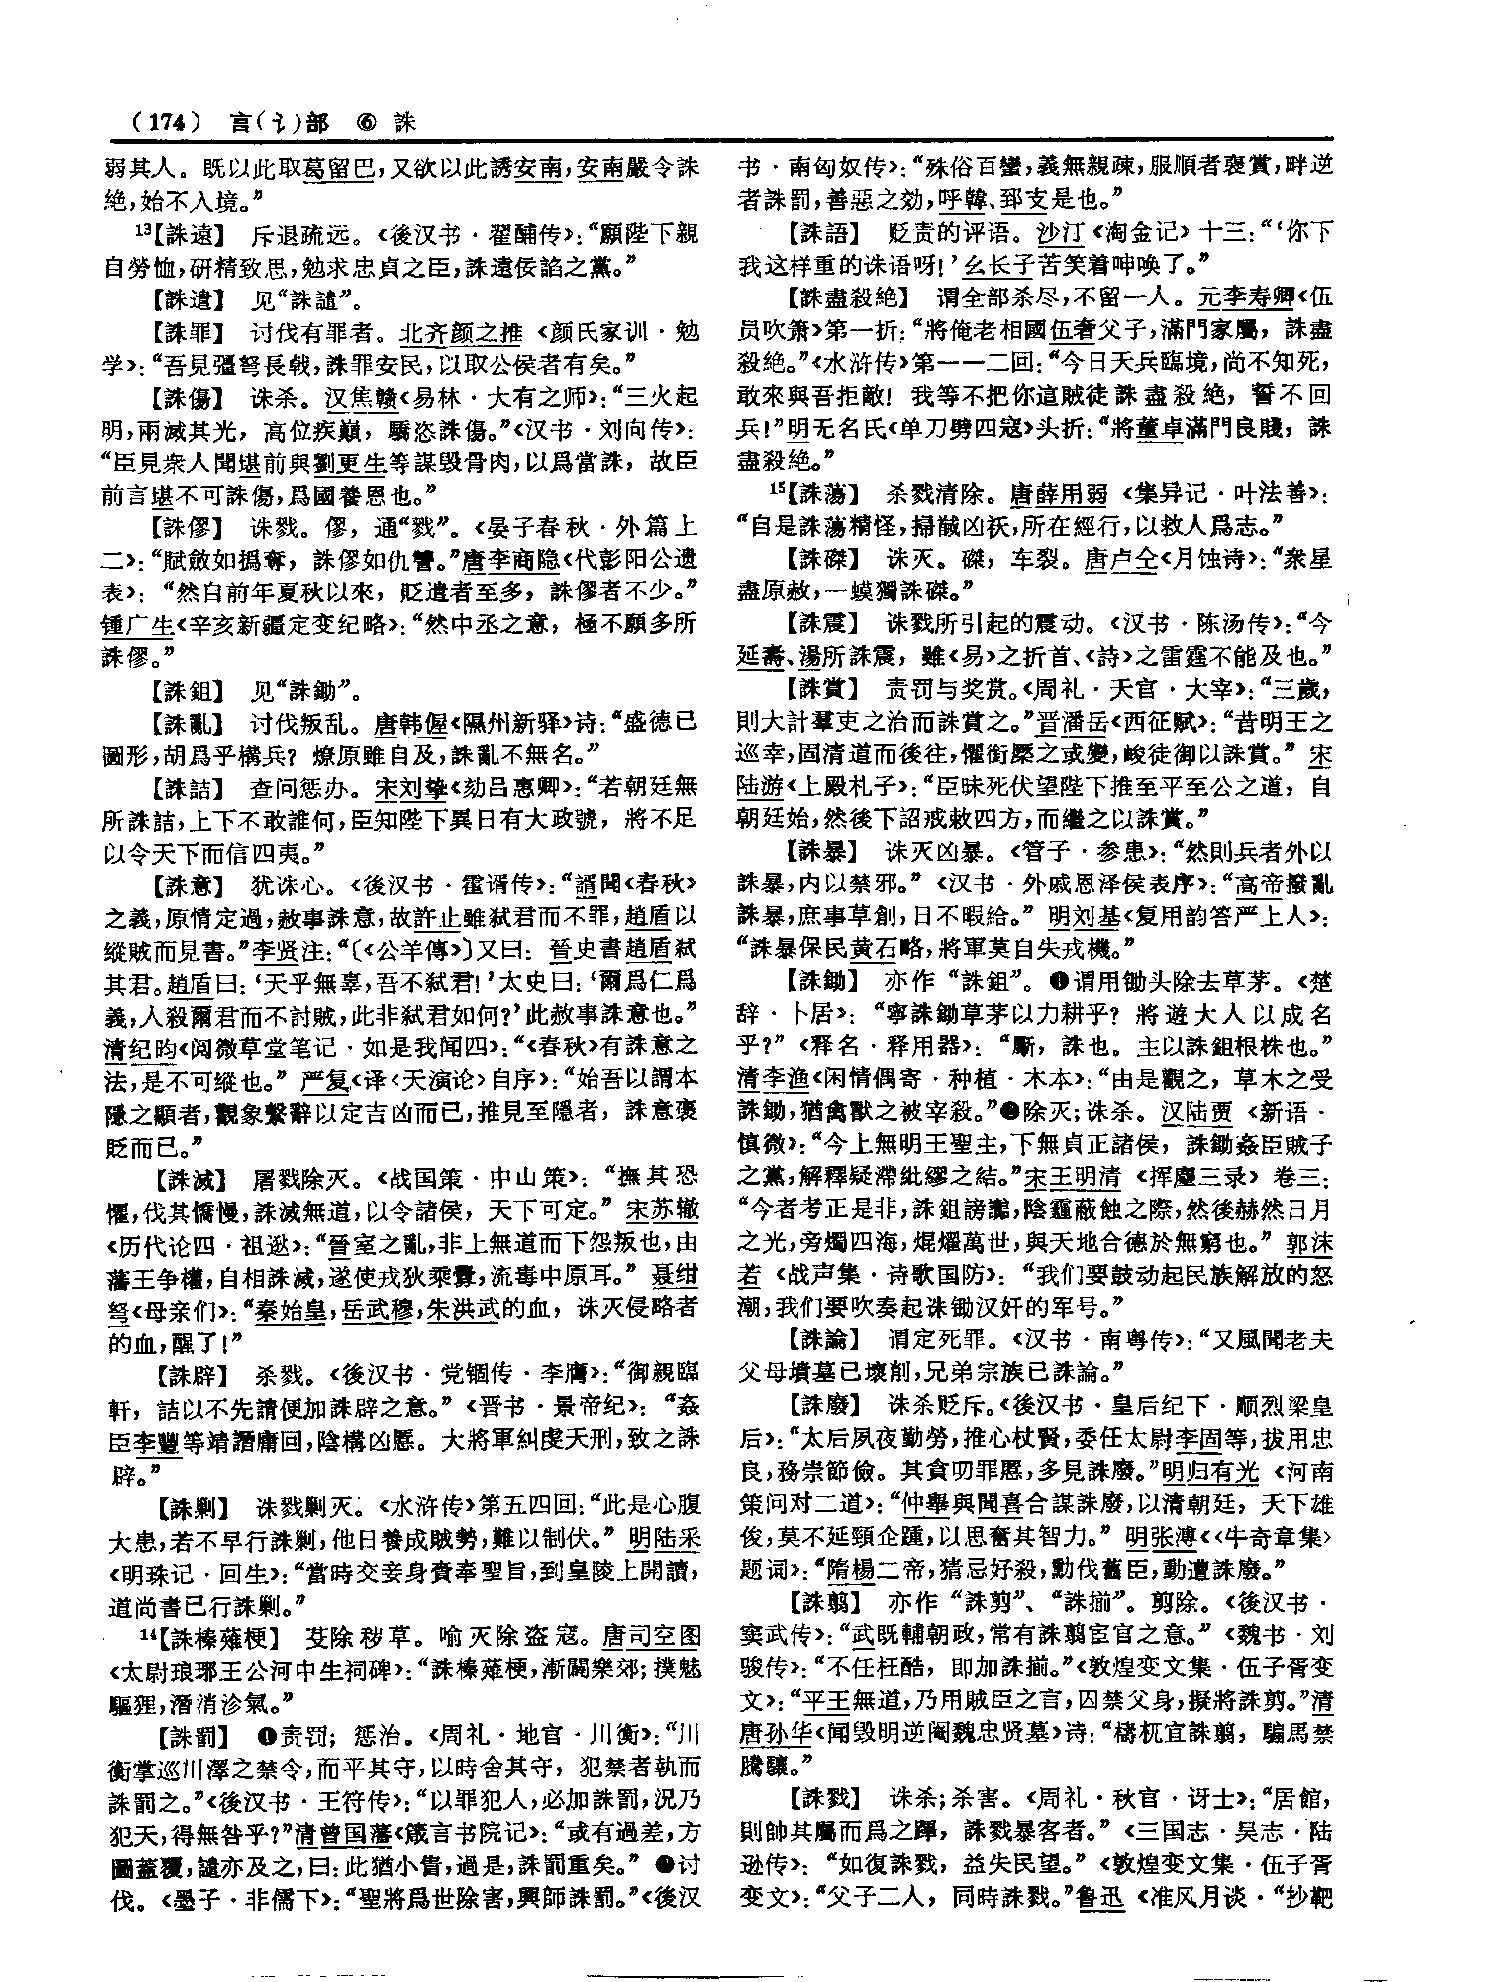 (174) 言(讠)部 ⑥ 誅
弱其人。既以此取葛留巴,又欲以此誘安南,安南嚴令誅
絶,始不入境。”
13【誅遠】 斥退疏远。《後汉书·翟酺传》:“願陛下親
自勞恤,研精致思,勉求忠貞之臣,誅遠佞諂之黨。”
【誅遣】 见“誅譴”。
【誅罪】 讨伐有罪者。北齐颜之推《颜氏家训·勉
学》:“吾見彊弩長戟,誅罪安民,以取公侯者有矣。”
【誅傷】 诛杀。汉焦赣《易林·大有之师》:“三火起
明,雨滅其光,高位疾巔,驕恣誅傷。”《汉书·刘向传》:
“臣見衆人聞堪前與劉更生等謀毁骨肉,以爲當誅,故臣
前言堪不可誅傷,爲國養恩也。”
【誅僇】 诛戮。僇,通“戮”。《晏子春秋·外篇上
二》:“賦斂如撝奪,誅僇如仇讐。”唐李商隐《代彭阳公遗
表》:“然自前年夏秋以來,貶遣者至多,誅僇者不少。”
锺广生《辛亥新疆定变纪略》:“然中丞之意,極不願多所
誅僇。”
【誅鉏】 见“誅鋤”。
【誅亂】 讨伐叛乱。唐韩偓《隰州新驿》诗:“盛德已
圖形,胡爲乎構兵?燎原雖自及,誅亂不無名。”
【誅詰】 查问惩办。宋刘挚《劾吕惠卿》:“若朝廷無
所誅詰,上下不敢誰何,臣知陛下異日有大政號,將不足
以令天下而信四夷。”
【誅意】 犹诛心。《後汉书·霍谞传》:“諝聞《春秋》
之義,原情定過,赦事誅意,故許止雖弑君而不罪,趙盾以
縱賊而見書。”李贤注:“〔《公羊傳》〕又曰:晉史書趙盾弑
其君。趙盾曰:‘天乎無辜,吾不弑君!’太史曰:‘爾爲仁爲
義,人殺爾君而不討賊,此非弑君如何?’此赦事誅意也。”
清纪昀《阅微草堂笔记·如是我闻四》:“《春秋》有誅意之
法,是不可縱也。”严复《译〈天演论〉自序》:“始吾以謂本
隱之顯者,觀象繫辭以定吉凶而已,推見至隱者,誅意褒
貶而已。”
【誅滅】 屠戮除灭。《战国策·中山策》:“撫其恐
懼,伐其憍慢,誅滅無道,以令諸侯,天下可定。”宋苏辙
《历代论四·祖逖》:“晉室之亂,非上無道而下怨叛也,由
藩王争權,自相誅滅,遂使戎狄乘釁,流毒中原耳。”聂绀
弩《母亲们》:“秦始皇,岳武穆,朱洪武的血,诛灭侵略者
的血,醒了!”
【誅辟】 杀戮。《後汉书·党锢传·李膺》:“御親臨
軒,詰以不先請便加誅辟之意。”《晋书·景帝纪》:“姦
臣李豐等靖譖庸回,陰構凶慝。大將軍糾虔天刑,致之誅
辟。”
【誅剿】 诛戮剿灭。《水浒传》第五四回:“此是心腹
大患,若不早行誅剿,他日養成賊勢,難以制伏。”明陆采
《明珠记·回生》:“當時交妾身賫奉聖旨,到皇陵上開讀,
道尚書已行誅剿。”
14【誅榛薙梗】 芟除秽草。喻灭除盗寇。唐司空图
《太尉琅琊王公河中生祠碑》:“誅榛薙梗,漸闢樂郊;撲魅
驅狸,潛消沴氣。”
【誅罰】 ❶责罚;惩治。《周礼·地官·川衡》:“川
衡掌巡川澤之禁令,而平其守,以時舍其守,犯禁者執而
誅罰之。”《後汉书·王符传》:“以罪犯人,必加誅罰,況乃
犯天,得無咎乎?”清曾国藩《箴言书院记》:“或有過差,方
圖蓋覆,譴亦及之,曰:此猶小眚,過是,誅罰重矣。”❷讨
伐。《墨子·非儒下》:“聖將爲世除害,興師誅罰。”《後汉
书·南匈奴传》:“殊俗百蠻,義無親疎,服順者褒賞,畔逆
者誅罰,善惡之効,呼韓、郅支是也。”
【誅語】 贬责的评语。沙汀《淘金记》十三:“‘你下
我这样重的诛语呀!’幺长子苦笑着呻唤了。”
【誅盡殺絶】 谓全部杀尽,不留一人。元李寿卿《伍
员吹箫》第一折:“將俺老相國伍奢父子,滿門家屬,誅盡
殺絶。”《水浒传》第一一二回:“今日天兵臨境,尚不知死,
敢來與吾拒敵!我等不把你這賊徒誅盡殺絶,誓不回
兵!”明无名氏《单刀劈四寇》头折:“將董卓滿門良賤,誅
盡殺絶。”
15【誅蕩】 杀戮清除。唐薛用弱《集异记·叶法善》:
“自是誅蕩精怪,掃馘凶祅,所在經行,以救人爲志。”
【誅磔】 诛灭。磔,车裂。唐卢仝《月蚀诗》:“衆星
盡原赦,一蟆獨誅磔。”
【誅震】 诛戮所引起的震动。《汉书·陈汤传》:“今
延壽、湯所誅震,雖《易》之折首、《詩》之雷霆不能及也。”
【誅賞】 责罚与奖赏。《周礼·天官·大宰》:“三歲,
則大計羣吏之治而誅賞之。”晋潘岳《西征赋》:“昔明王之
巡幸,固清道而後往,懼銜橜之或變,峻徒御以誅賞。”宋
陆游《上殿札子》:“臣昧死伏望陛下推至平至公之道,自
朝廷始,然後下詔戒敕四方,而繼之以誅賞。”
【誅暴】 诛灭凶暴。《管子·参患》:“然則兵者外以
誅暴,内以禁邪。”《汉书·外戚恩泽侯表序》:“高帝撥亂
誅暴,庶事草創,日不暇給。”明刘基《复用韵答严上人》:
“誅暴保民黄石略,將軍莫自失戎機。”
【誅鋤】 亦作“誅鉏”。❶谓用锄头除去草茅。《楚
辞·卜居》:“寧誅鋤草茅以力耕乎?將遊大人以成名
乎?”《释名·释用器》:“斸,誅也。主以誅鉏根株也。”
清李渔《闲情偶寄·种植·木本》:“由是觀之,草木之受
誅鋤,猶禽獸之被宰殺。”❷除灭;诛杀。汉陆贾《新语·
慎微》:“今上無明王聖主,下無貞正諸侯,誅鋤姦臣賊子
之黨,解釋疑滯紕繆之結。”宋王明清《挥麈三录》卷三:
“今者考正是非,誅鉏謗讟,陰霾蔽蝕之際,然後赫然日月
之光,旁燭四海,焜燿萬世,與天地合德於無窮也。”郭沫
若《战声集·诗歌国防》:“我们要鼓动起民族解放的怒
潮,我们要吹奏起诛锄汉奸的军号。”
【誅論】 谓定死罪。《汉书·南粤传》:“又風聞老夫
父母墳墓已壞削,兄弟宗族已誅論。”
【誅廢】 诛杀贬斥。《後汉书·皇后纪下·顺烈梁皇
后》:“太后夙夜勤勞,推心杖賢,委任太尉李固等,拔用忠
良,務崇節儉。其貪叨罪慝,多見誅廢。”明归有光《河南
策问对二道》:“仲舉與聞喜合謀誅廢,以清朝廷,天下雄
俊,莫不延頸企踵,以思奮其智力。”明张溥《〈牛奇章集〉
题词》:“隋楊二帝,猜忌好殺,勳伐舊臣,動遭誅廢。”
【誅翦】 亦作“誅剪”、“誅揃”。剪除。《後汉书·
窦武传》:“武既輔朝政,常有誅翦宦官之意。”《魏书·刘
骏传》:“不任枉酷,即加誅揃。”《敦煌变文集·伍子胥变
文》:“平王無道,乃用賊臣之言,囚禁父身,擬將誅剪。”清
唐孙华《闻毁明逆阉魏忠贤墓》诗:“檮杌宜誅翦,騸馬禁
騰驤。”
【誅戮】 诛杀;杀害。《周礼·秋官·讶士》:“居館,
則帥其屬而爲之蹕,誅戮暴客者。”《三国志·吴志·陆
逊传》:“如復誅戮,益失民望。”《敦煌变文集·伍子胥
变文》:“父子二人,同時誅戮。”鲁迅《准风月谈·“抄靶